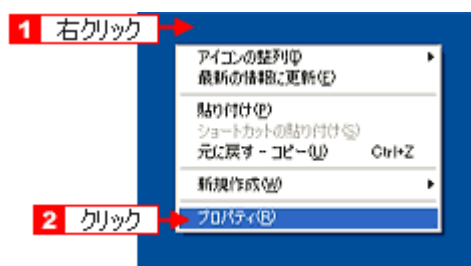 1 右クリック
アイコンの整列(I)
最新の情報に更新(E)
貼り付け(P)
ショートカットの貼り付け(S)
元に戻す - コピー(U) Ctrl+Z
新規作成(W)
2 クリック
プロパティ(R)